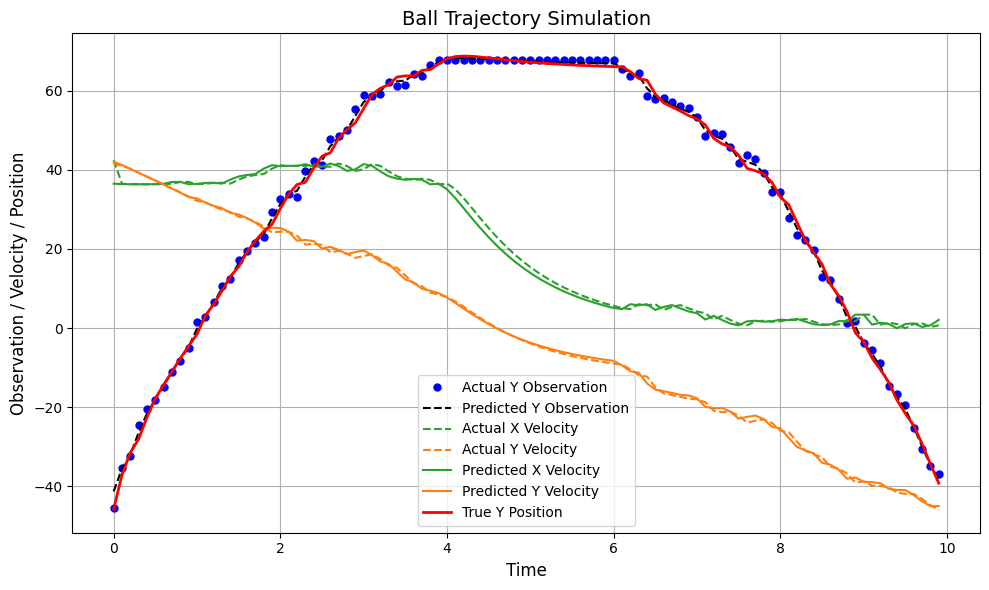 Ball Trajectory Simulation
Observation / Velocity / Position
60
40
20
0
−20
−40
Actual Y Observation
Predicted Y Observation
Actual X Velocity
Actual Y Velocity
Predicted X Velocity
Predicted Y Velocity
True Y Position
0 2 4 6 8 10
Time